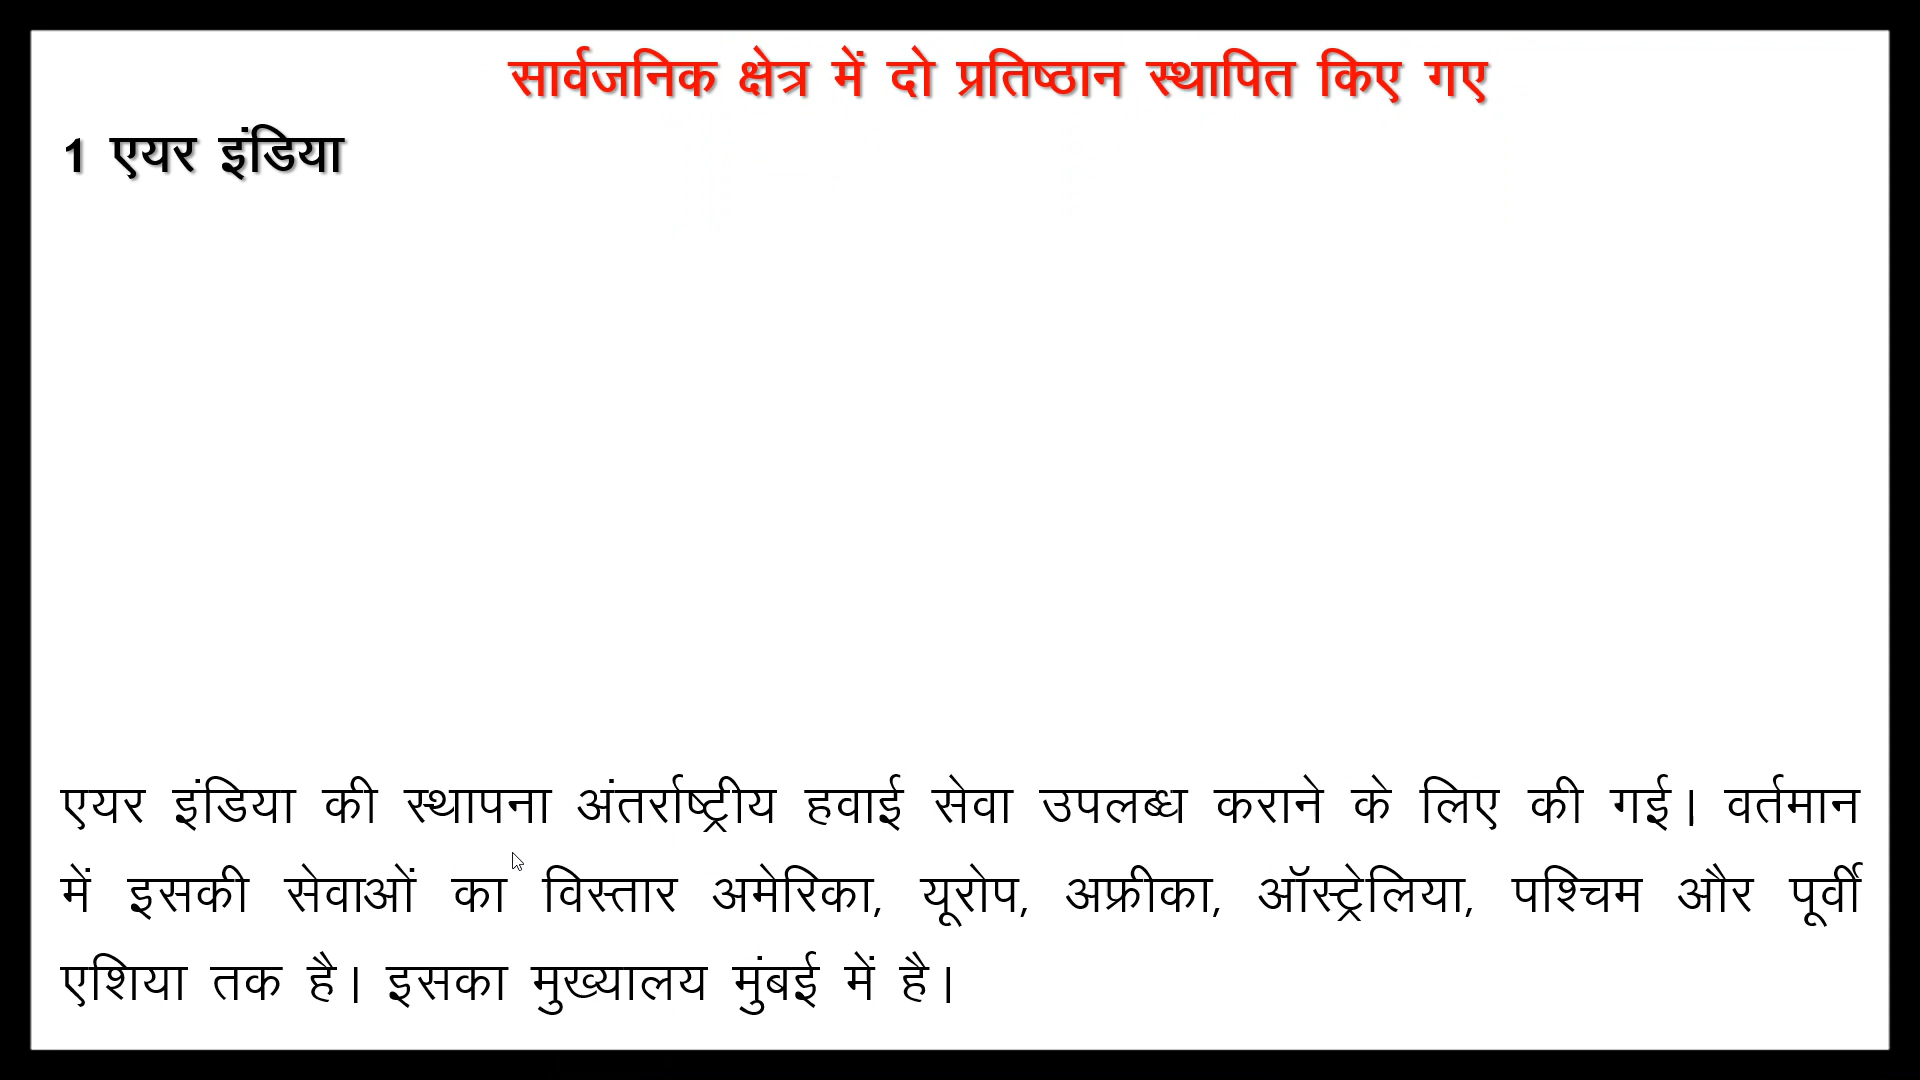 सार्वजनिक क्षेत्र में दो प्रतिष्ठान स्थापित किए गए
1 एयर इंडिया
एयर इंडिया की स्थापना अंतर्राष्ट्रीय हवाई सेवा उपलब्ध कराने के लिए की गई। वर्तमान
में इसकी सेवाओं का विस्तार अमेरिका, यूरोप, अफ्रीका, ऑस्ट्रेलिया, पश्चिम और पूर्वी
एशिया तक है। इसका मुख्यालय मुंबई में है।